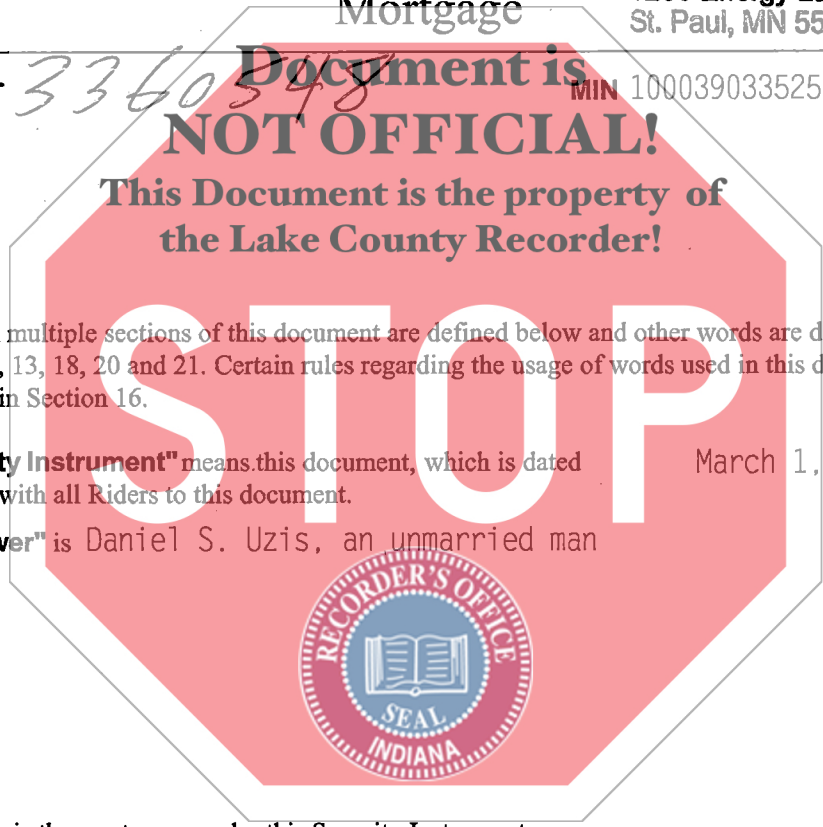 Mortgage
St. Paul, MN 55
3360548
Document is
MIN 100039033525
NOT OFFICIAL!
This Document is the property of
the Lake County Recorder!
STOP
multiple sections of this document are defined below and other words are d
, 13, 18, 20 and 21. Certain rules regarding the usage of words used in this d
in Section 16.
ty Instrument" means this document, which is dated March 1,
with all Riders to this document.
wer" is Daniel S. Uzis, an unmarried man
RECORDER'S OFFICE
SEAL
INDIANA